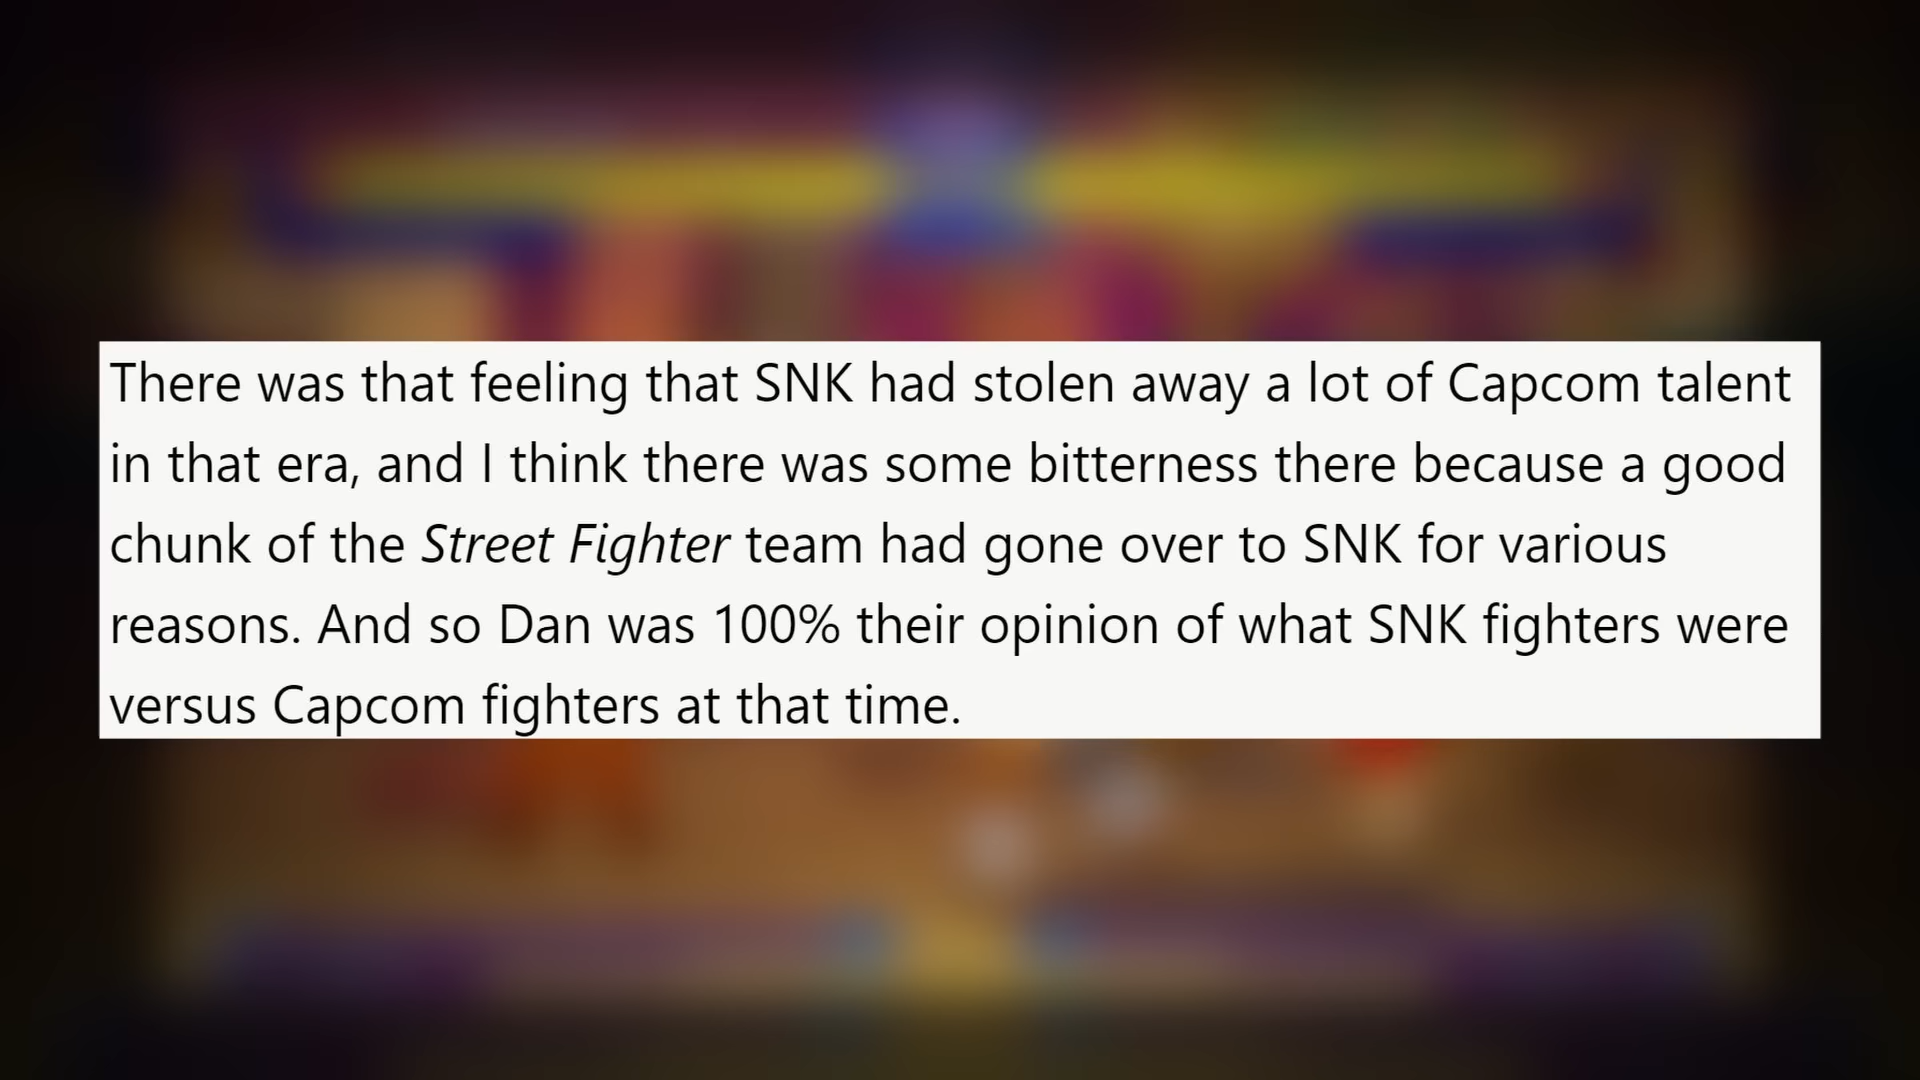 There was that feeling that SNK had stolen away a lot of Capcom talent
in that era, and I think there was some bitterness there because a good
chunk of the Street Fighter team had gone over to SNK for various
reasons. And so Dan was 100% their opinion of what SNK fighters were
versus Capcom fighters at that time.